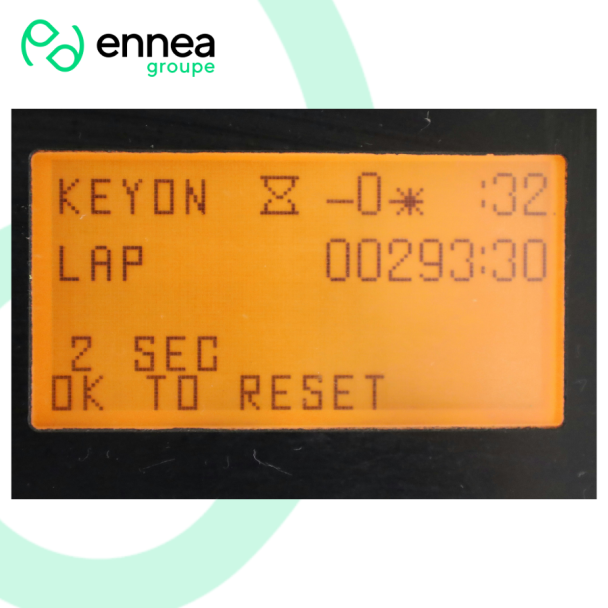 ennea
groupe
KEYON ⧖ -0* :32
LAP 00293:30
2 SEC
OK TO RESET